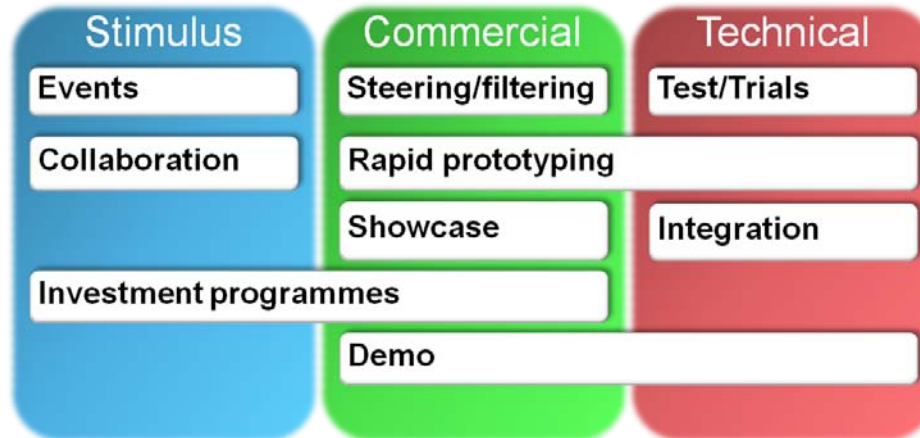 Stimulus
Commercial
Technical
Events
Steering/filtering
Test/Trials
Collaboration
Rapid prototyping
Showcase
Integration
Investment programmes
Demo